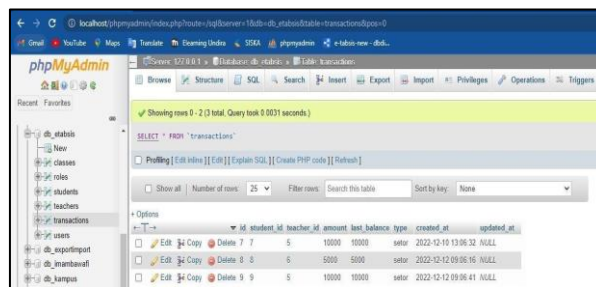 localhost/phpmyadmin/index.php?route=/sql&server=1&db=db_etabsis&table=transactions&pos=0
Gmail YouTube Maps Translate Elearning Undira SISKA phpmyadmin e-tabsis-new - dbdi...
phpMyAdmin
Recent Favorites
db_etabsis
New
classes
roles
students
teachers
transactions
users
db_exportimport
db_imambawafi
db_kampus
Server: 127.0.0.1 » Database: db_etabsis » Table: transactions
Browse Structure SQL Search Insert Export Import Privileges Operations Triggers
Showing rows 0 - 2 (3 total, Query took 0.0031 seconds.)
SELECT * FROM `transactions`
Profiling [ Edit inline ] [ Edit ] [ Explain SQL ] [ Create PHP code ] [ Refresh ]
Show all Number of rows: 25 Filter rows: Search this table Sort by key: None
+ Options
id student_id teacher_id amount last_balance type created_at updated_at
Edit Copy Delete 7 7 5 10000 10000 setor 2022-12-10 13:06:32 NULL
Edit Copy Delete 8 8 6 5000 5000 setor 2022-12-12 09:06:16 NULL
Edit Copy Delete 9 9 5 10000 10000 setor 2022-12-12 09:06:41 NULL